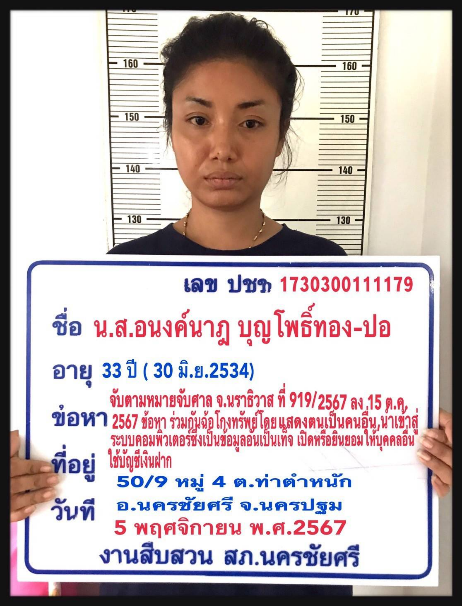 170 170
160 160
150 150
140 140
130 130
เลข ปชช 1730300111179
ชื่อ น.ส.อนงค์นาฎ บุญโพธิ์ทอง-ปอ
อายุ 33 ปี ( 30 มิ.ย.2534)
ข้อหา จับตามหมายจับศาล จ.นราธิวาส ที่ 919/2567 ลง 15 ต.ค.
2567 ข้อหา ร่วมกันฉ้อโกงทรัพย์โดยแสดงตนเป็นคนอื่น,นำเข้าสู่
ระบบคอมพิวเตอร์ซึ่งเป็นข้อมูลอันเป็นเท็จ เปิดหรือยินยอมให้บุคคลอื่น
ใช้บัญชีเงินฝาก
ที่อยู่ 50/9 หมู่ 4 ต.ท่าตำหนัก
อ.นครชัยศรี จ.นครปฐม
วันที่ 5 พฤศจิกายน พ.ศ.2567
งานสืบสวน สภ.นครชัยศรี